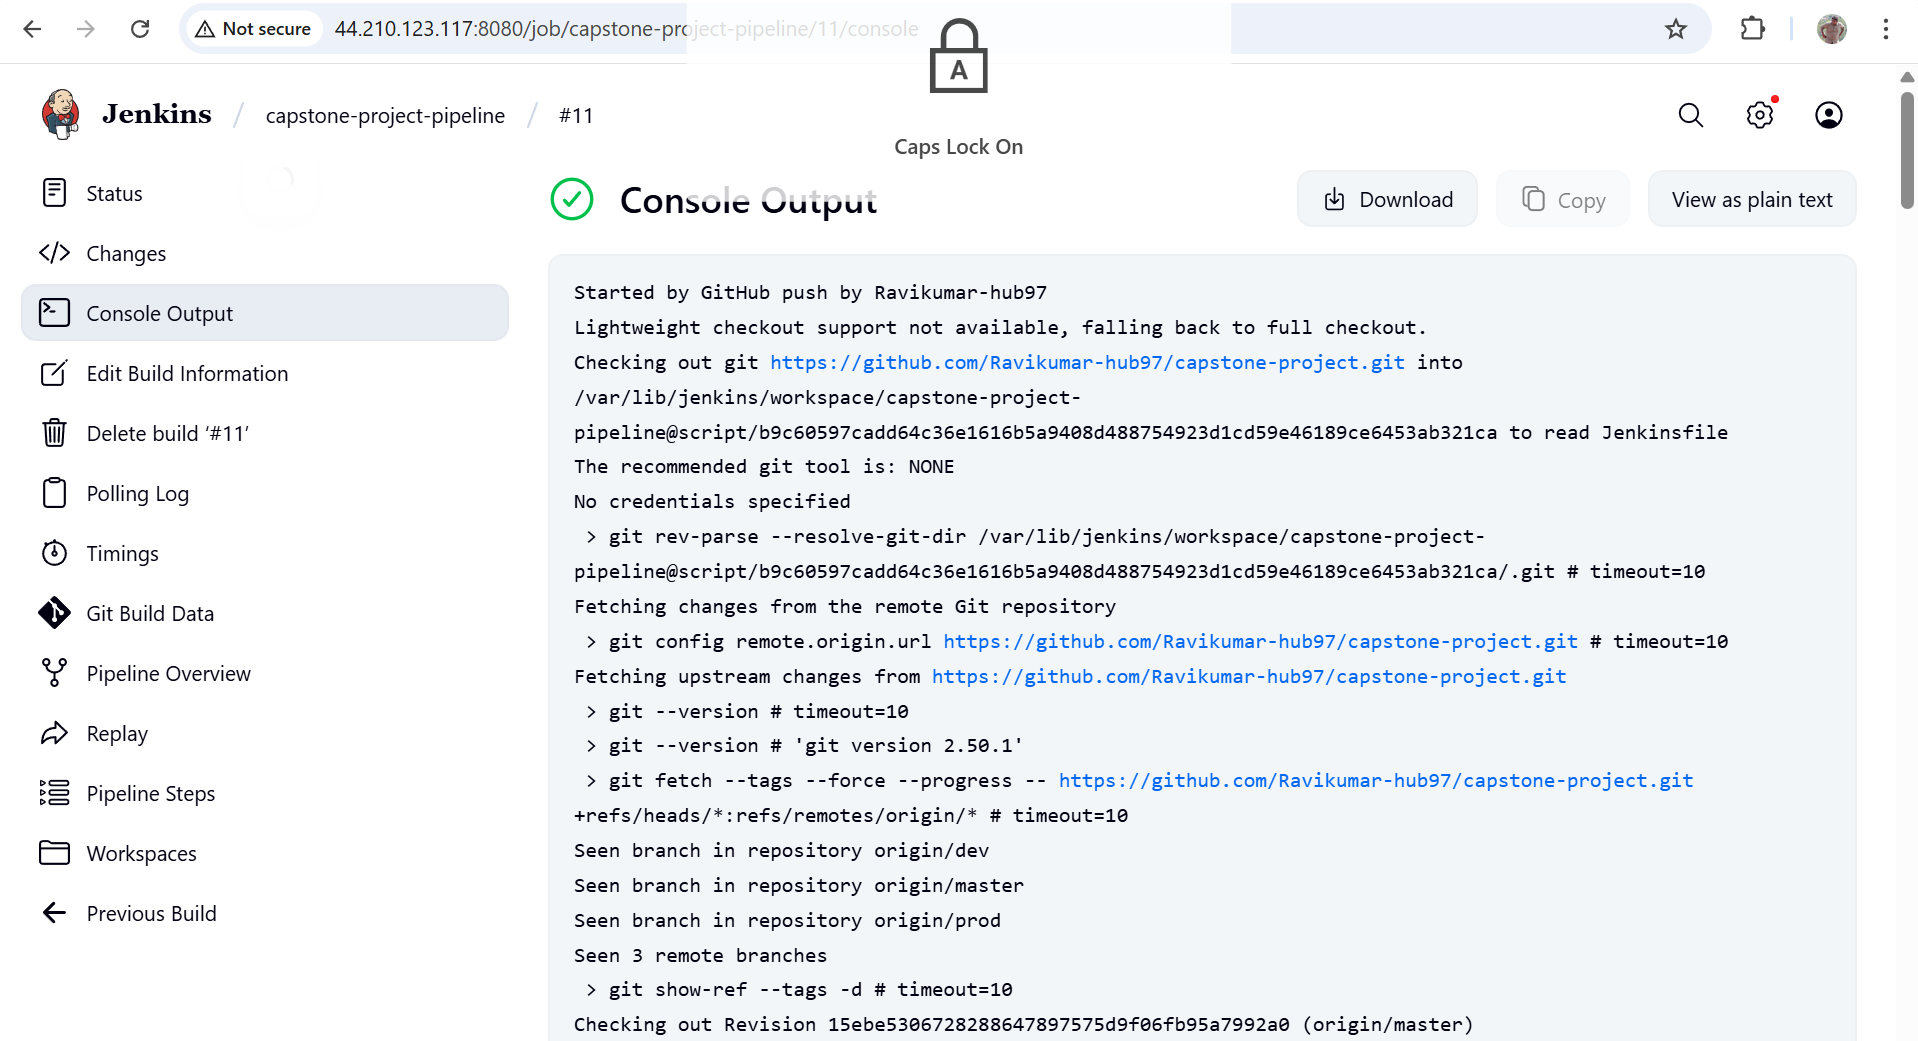 Not secure 44.210.123.117:8080/job/capstone-project-pipeline/11/console
A
Caps Lock On
Jenkins / capstone-project-pipeline / #11
Status
Changes
Console Output
Edit Build Information
Delete build ‘#11’
Polling Log
Timings
Git Build Data
Pipeline Overview
Replay
Pipeline Steps
Workspaces
Previous Build
Console Output
Download
Copy
View as plain text
Started by GitHub push by Ravikumar-hub97
Lightweight checkout support not available, falling back to full checkout.
Checking out git https://github.com/Ravikumar-hub97/capstone-project.git into
/var/lib/jenkins/workspace/capstone-project-
pipeline@script/b9c60597cadd64c36e1616b5a9408d488754923d1cd59e46189ce6453ab321ca to read Jenkinsfile
The recommended git tool is: NONE
No credentials specified
> git rev-parse --resolve-git-dir /var/lib/jenkins/workspace/capstone-project-
pipeline@script/b9c60597cadd64c36e1616b5a9408d488754923d1cd59e46189ce6453ab321ca/.git # timeout=10
Fetching changes from the remote Git repository
> git config remote.origin.url https://github.com/Ravikumar-hub97/capstone-project.git # timeout=10
Fetching upstream changes from https://github.com/Ravikumar-hub97/capstone-project.git
> git --version # timeout=10
> git --version # 'git version 2.50.1'
> git fetch --tags --force --progress -- https://github.com/Ravikumar-hub97/capstone-project.git
+refs/heads/*:refs/remotes/origin/* # timeout=10
Seen branch in repository origin/dev
Seen branch in repository origin/master
Seen branch in repository origin/prod
Seen 3 remote branches
> git show-ref --tags -d # timeout=10
Checking out Revision 15ebe5306728288647897575d9f06fb95a7992a0 (origin/master)